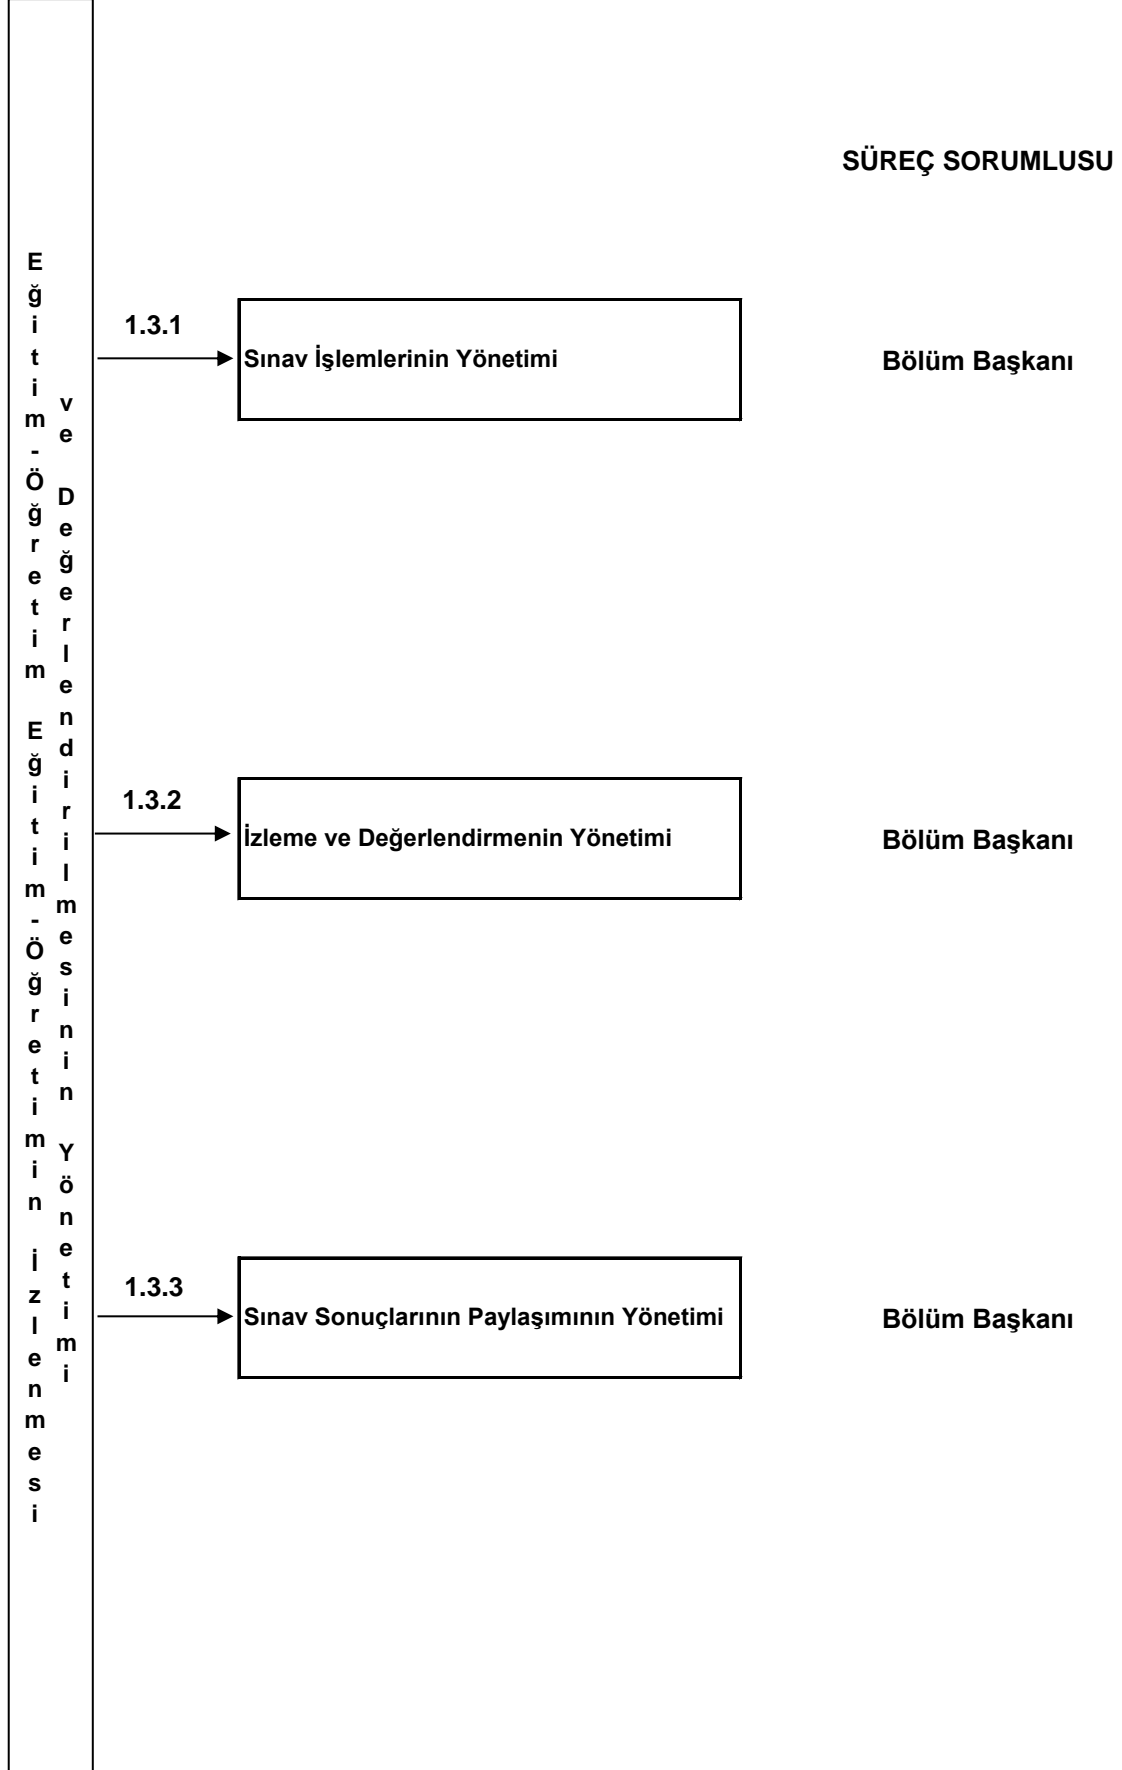 SÜREÇ SORUMLUSU
Eğitim-Öğretim Eğitim-Öğretimin İzlenmesi
ve Değerlendirilmesinin Yönetimi
1.3.1
Sınav İşlemlerinin Yönetimi
Bölüm Başkanı
1.3.2
İzleme ve Değerlendirmenin Yönetimi
Bölüm Başkanı
1.3.3
Sınav Sonuçlarının Paylaşımının Yönetimi
Bölüm Başkanı